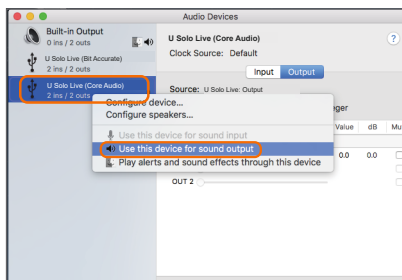 Audio Devices
Built-in Output
0 ins / 2 outs
U Solo Live (Bit Accurate)
2 ins / 2 outs
U Solo Live (Core Audio)
2 ins / 2 outs
U Solo Live (Core Audio)
?
Clock Source: Default
Input Output
Source: U Solo Live: Output
Configure device...
Configure speakers...
Use this device for sound input
Use this device for sound output
Play alerts and sound effects through this device
Value dB Mu
0.0 0.0
OUT 2